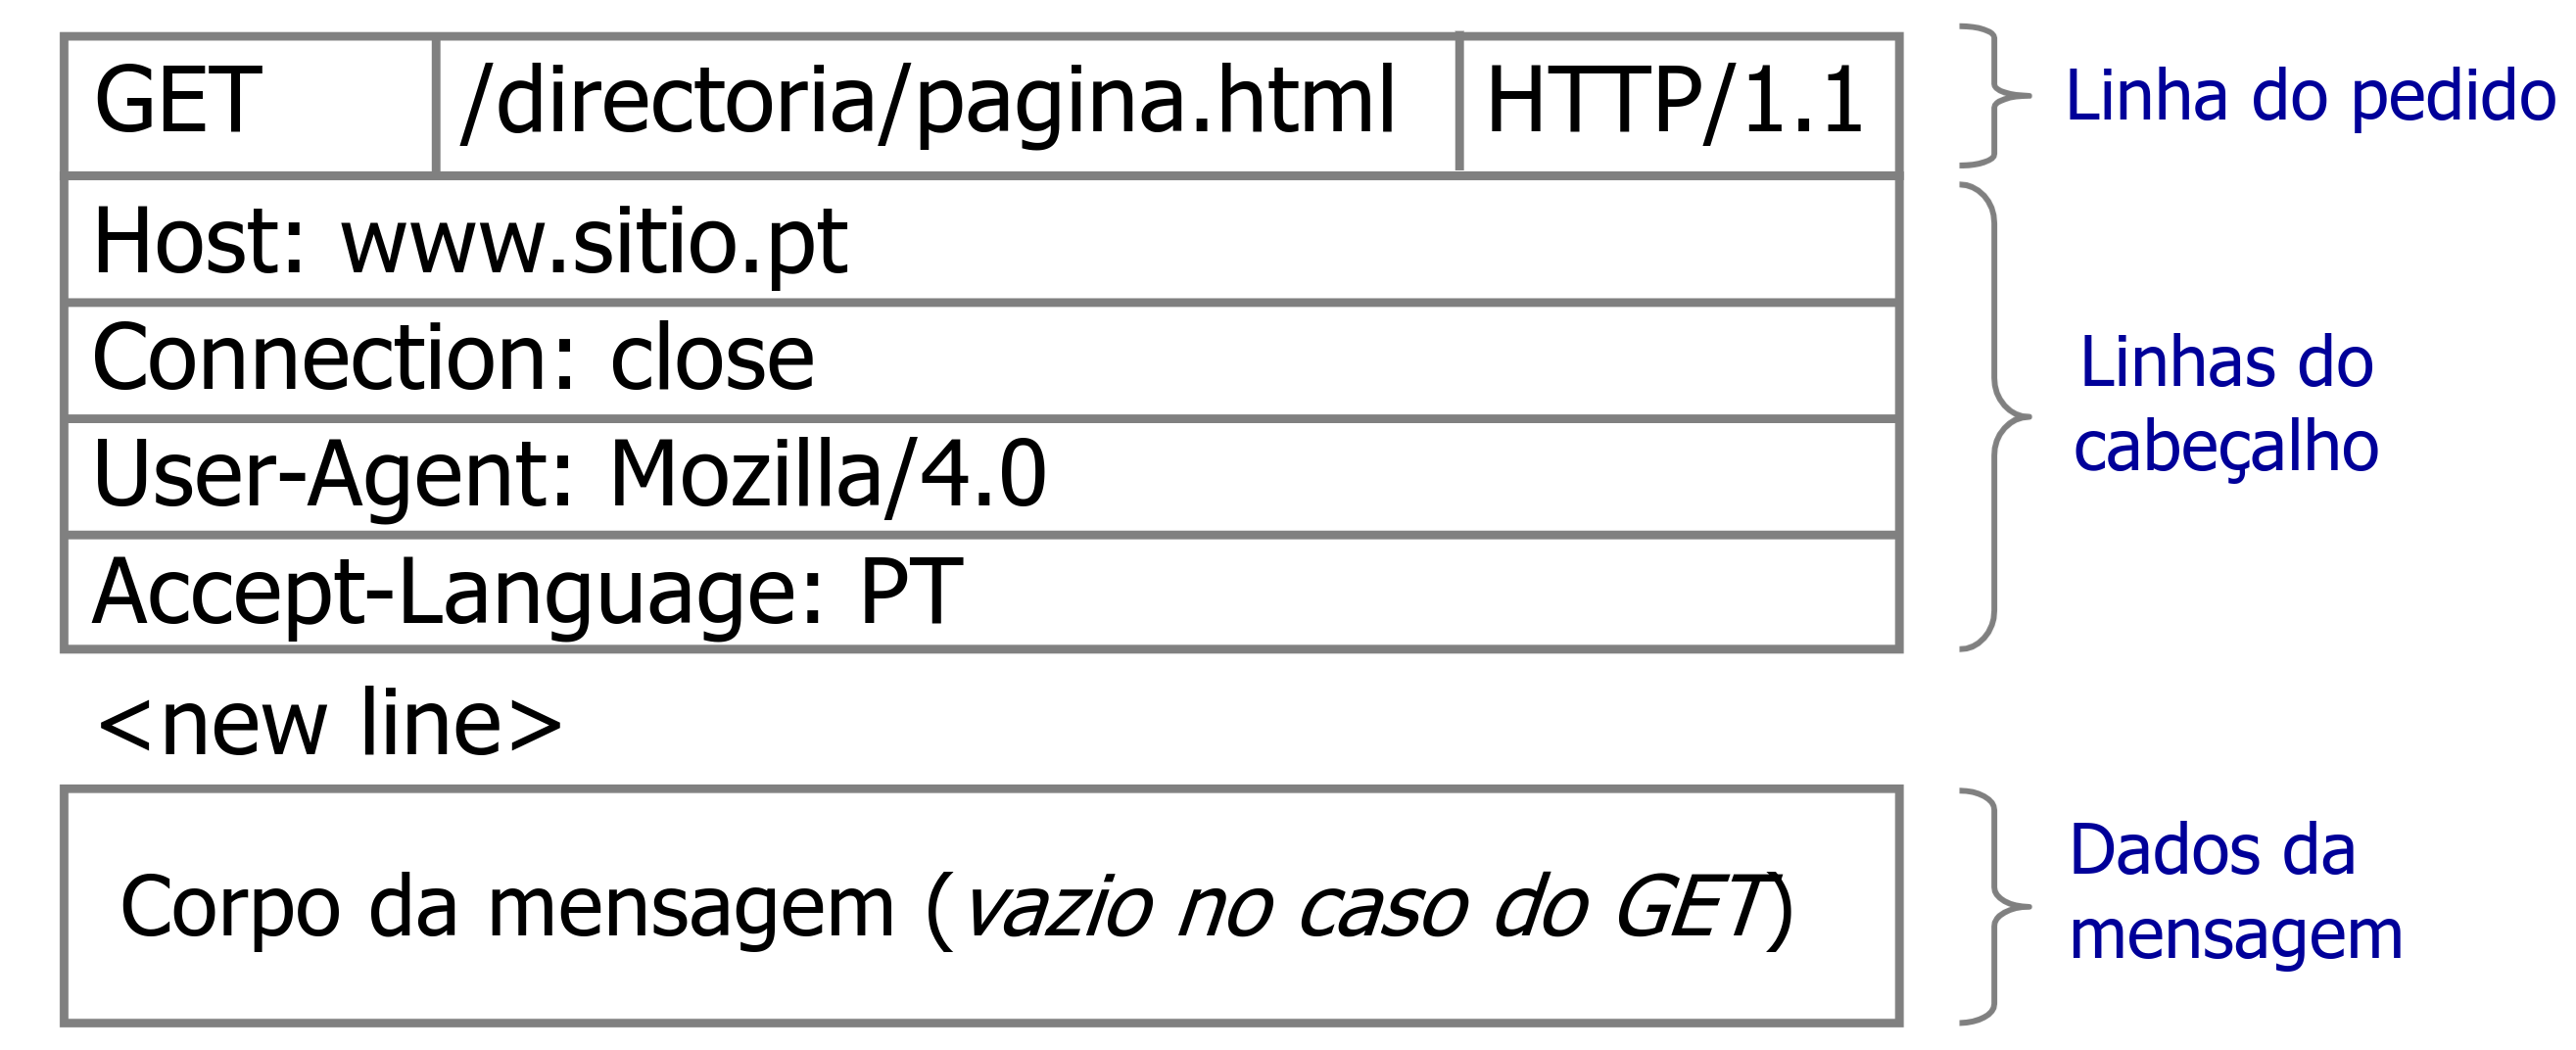 GET /directoria/pagina.html HTTP/1.1
Linha do pedido
Host: www.sitio.pt
Connection: close
User-Agent: Mozilla/4.0
Accept-Language: PT
Linhas do
cabeçalho
<new line>
Corpo da mensagem (vazio no caso do GET)
Dados da
mensagem